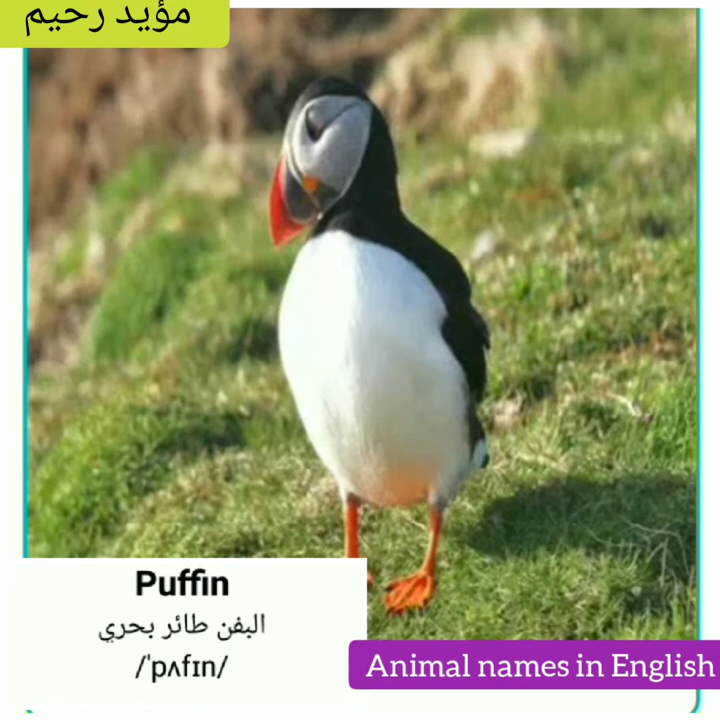 مؤيد رحيم
Puffin
البفن طائر بحري
/ˈpʌfɪn/
Animal names in English